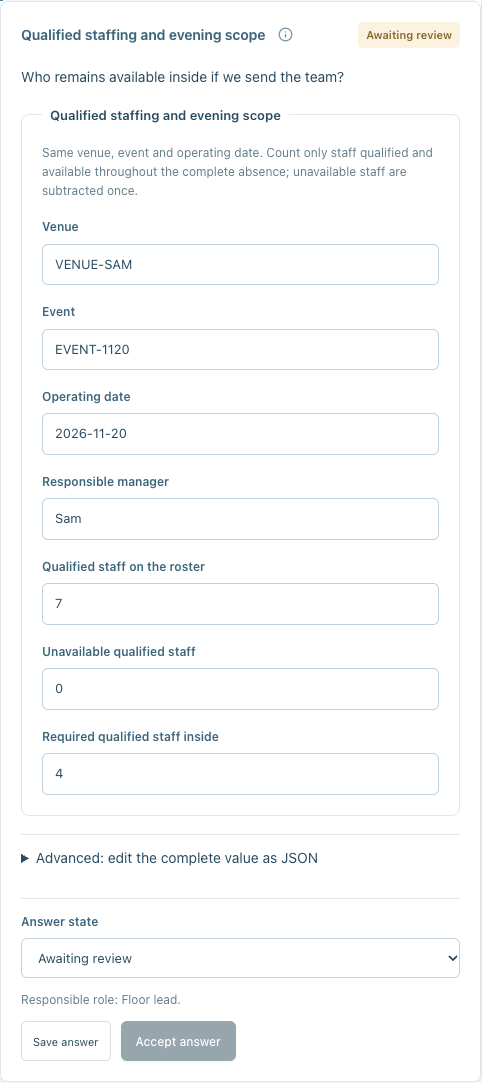 Qualified staffing and evening scope
Awaiting review
Who remains available inside if we send the team?
Qualified staffing and evening scope
Same venue, event and operating date. Count only staff qualified and
available throughout the complete absence; unavailable staff are
subtracted once.
Venue
VENUE-SAM
Event
EVENT-1120
Operating date
2026-11-20
Responsible manager
Sam
Qualified staff on the roster
7
Unavailable qualified staff
0
Required qualified staff inside
4
Advanced: edit the complete value as JSON
Answer state
Awaiting review
Responsible role: Floor lead.
Save answer
Accept answer